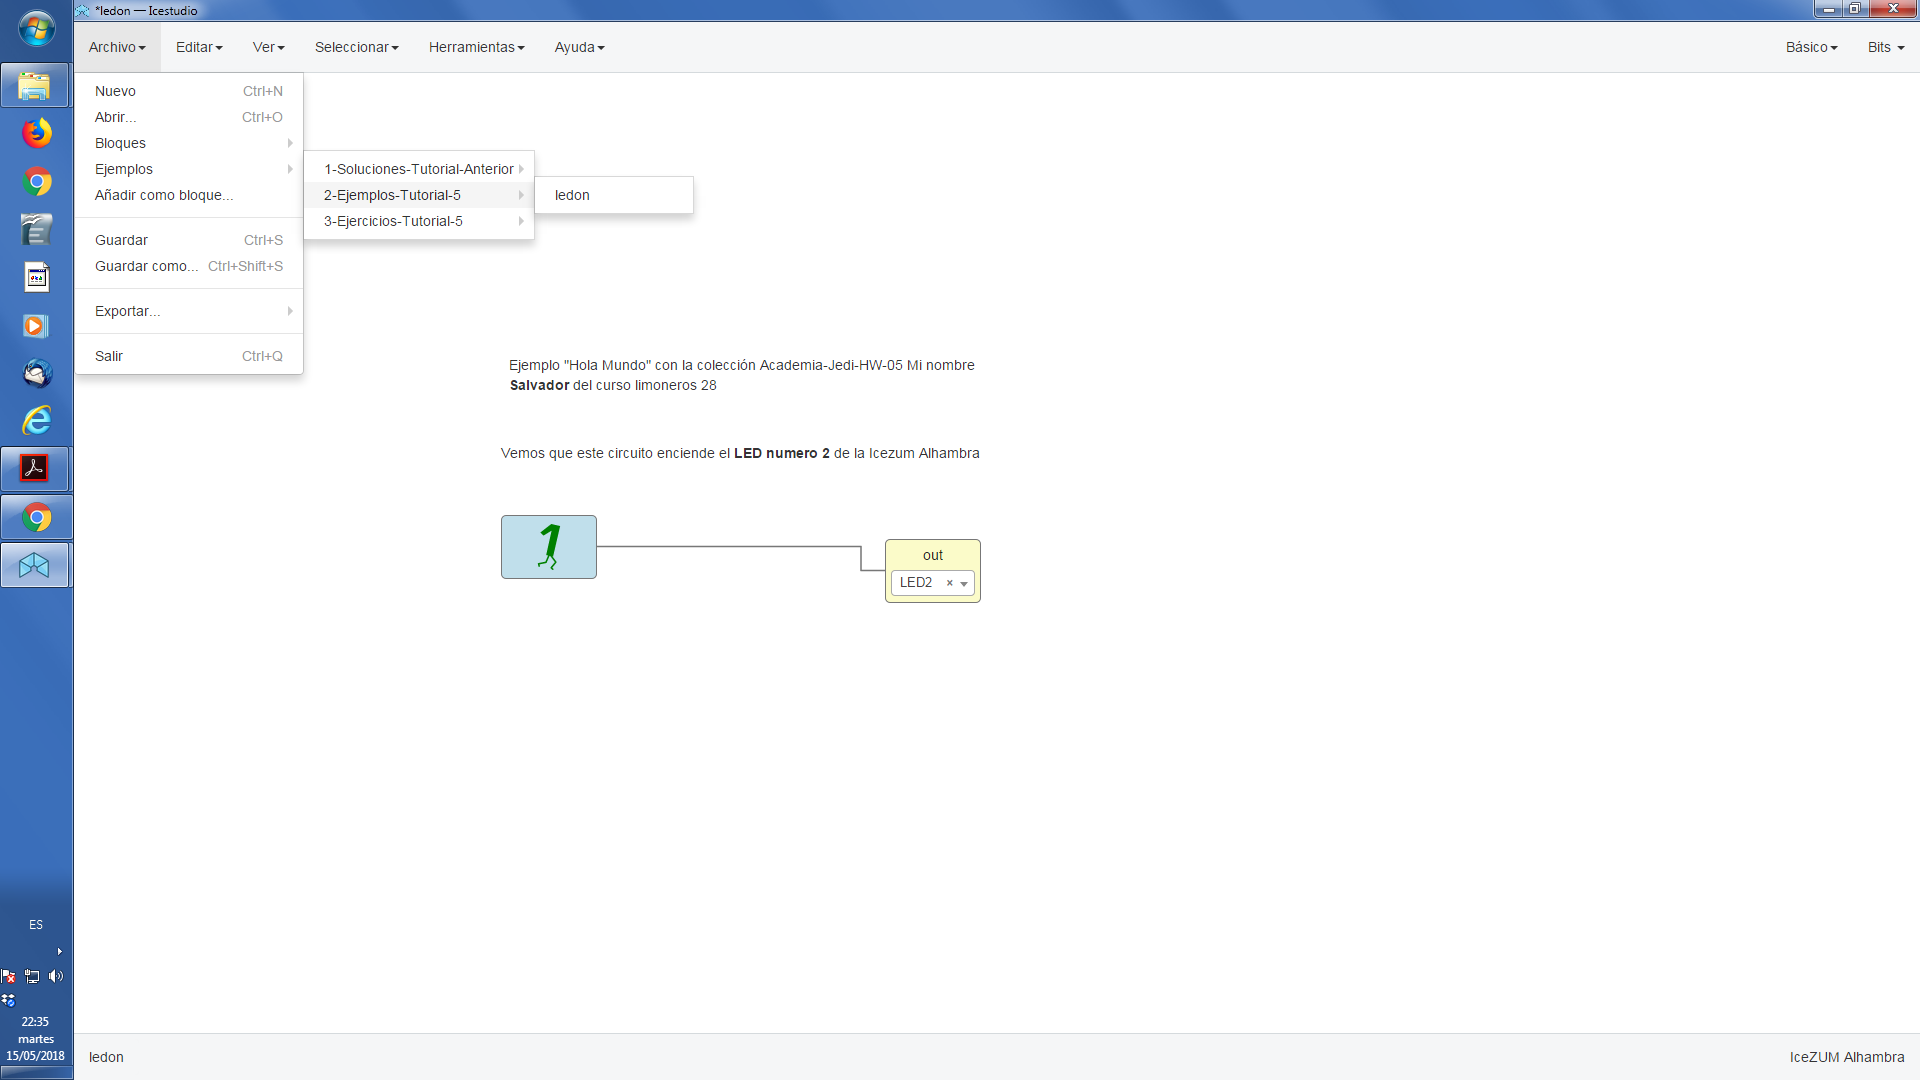 *ledon — Icestudio
Archivo Editar Ver Seleccionar Herramientas Ayuda Básico Bits
Nuevo Ctrl+N
Abrir... Ctrl+O
Bloques
Ejemplos
Añadir como bloque...
Guardar Ctrl+S
Guardar como... Ctrl+Shift+S
Exportar...
Salir Ctrl+Q
1-Soluciones-Tutorial-Anterior
2-Ejemplos-Tutorial-5
3-Ejercicios-Tutorial-5
ledon
Ejemplo "Hola Mundo" con la colección Academia-Jedi-HW-05 Mi nombre
Salvador del curso limoneros 28
Vemos que este circuito enciende el LED numero 2 de la Icezum Alhambra
1
out
LED2 ×
ES
22:35
martes
15/05/2018
ledon
IceZUM Alhambra